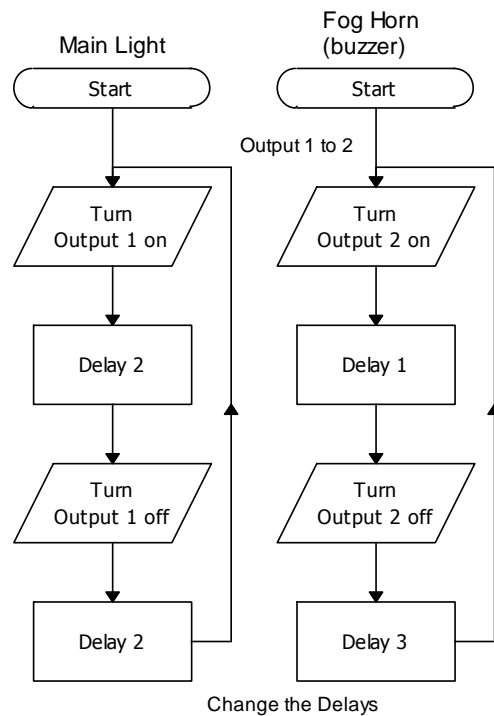 Main Light
Start
Turn
Output 1 on
Delay 2
Turn
Output 1 off
Delay 2
Fog Horn
(buzzer)
Start
Output 1 to 2
Turn
Output 2 on
Delay 1
Turn
Output 2 off
Delay 3
Change the Delays